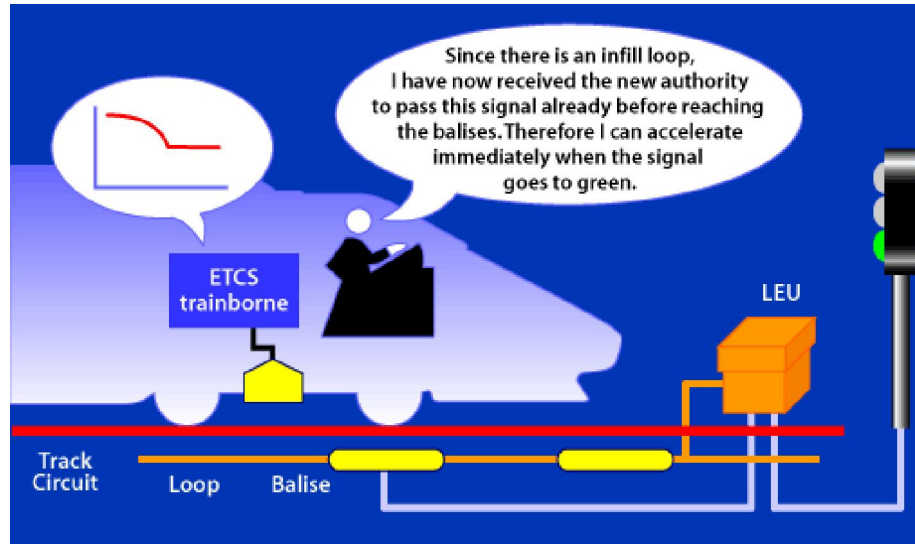 Since there is an infill loop,
I have now received the new authority
to pass this signal already before reaching
the balises.Therefore I can accelerate
immediately when the signal
goes to green.
ETCS
trainborne
LEU
Track
Circuit
Loop
Balise